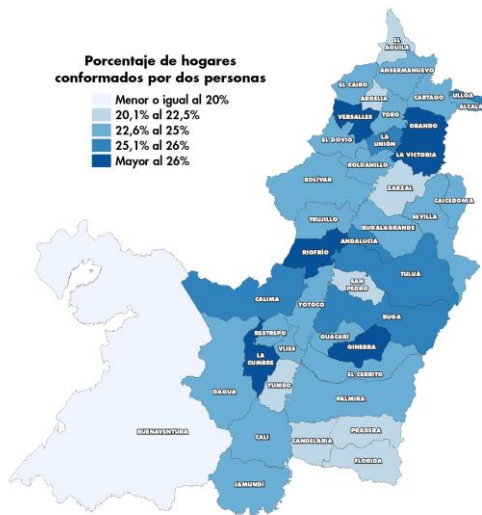 Porcentaje de hogares
conformados por dos personas
Menor o igual al 20%
20,1% al 22,5%
22,6% al 25%
25,1% al 26%
Mayor al 26%
EL
AGUILA
ANSERMANUEVO
EL CAIRO
ARGELIA
CARTAGO
ULLOA
ALCALÁ
VERSALLES
TORO
OBANDO
EL DOVIO
LA
UNIÓN
LA VICTORIA
ROLDANILLO
BOLÍVAR
ZARZAL
CAICEDONIA
TRUJILLO
SEVILLA
BUGALAGRANDE
ANDALUCÍA
RIOFRÍO
SAN
PEDRO
TULUÁ
CALIMA
YOTOCO
BUGA
RESTREPO
GUACARÍ
GINEBRA
LA
CUMBRE
VIJES
EL CERRITO
DAGUA
YUMBO
PALMIRA
BUENAVENTURA
CALI
CANDELARIA
PRADERA
FLORIDA
JAMUNDÍ